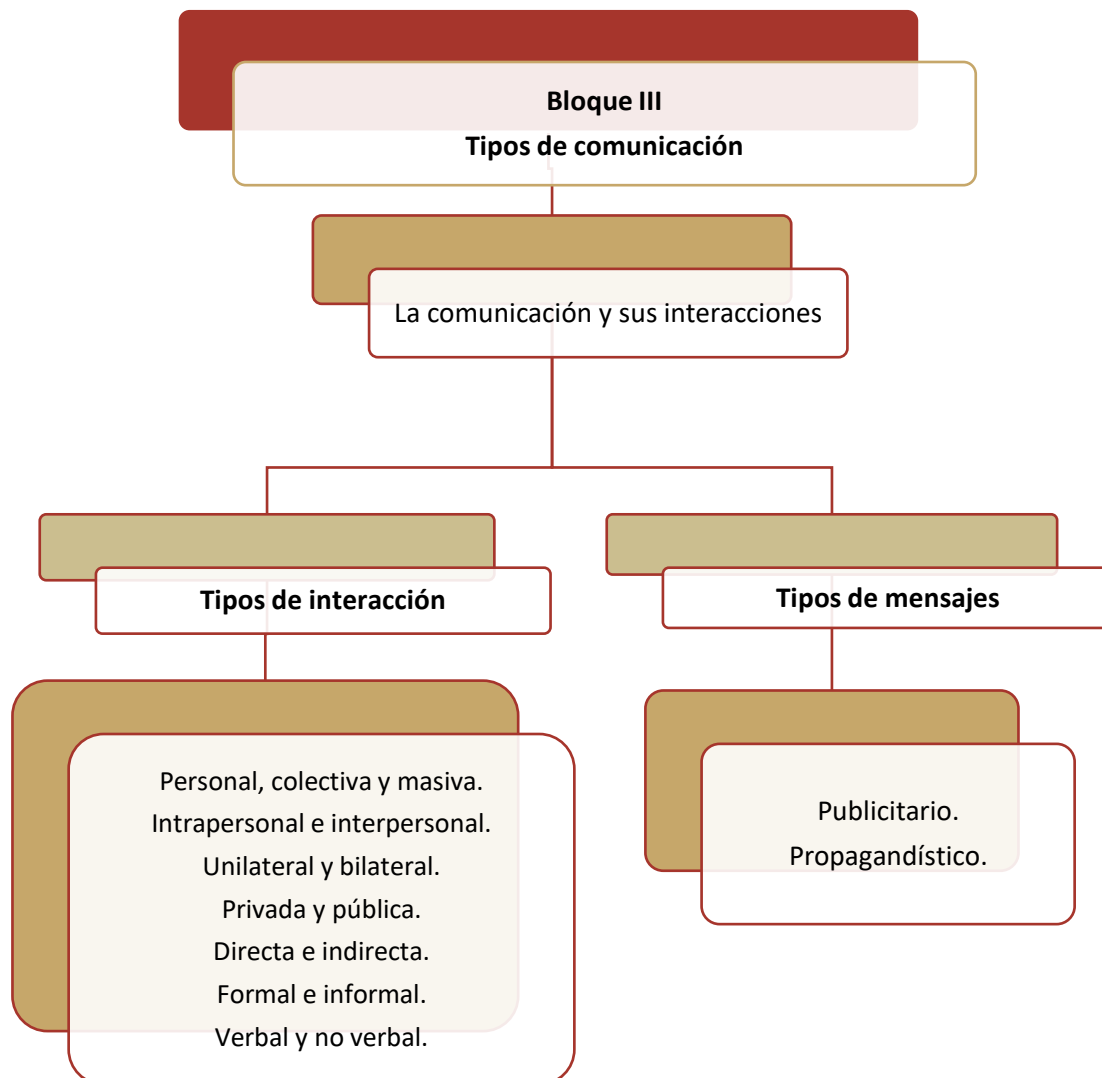 Bloque III
Tipos de comunicación
La comunicación y sus interacciones
Tipos de interacción
Personal, colectiva y masiva.
Intrapersonal e interpersonal.
Unilateral y bilateral.
Privada y pública.
Directa e indirecta.
Formal e informal.
Verbal y no verbal.
Tipos de mensajes
Publicitario.
Propagandístico.